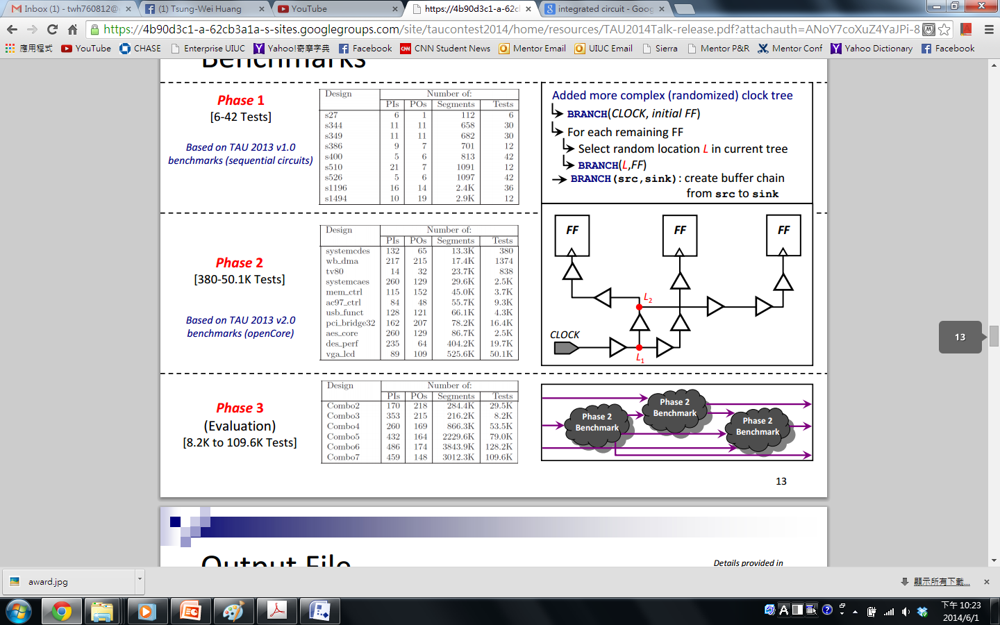 Inbox (1) - twh760812@
(1) Tsung-Wei Huang
YouTube
https://4b90d3c1-a-62cb
integrated circuit - Goog
https://4b90d3c1-a-62cb3a1a-s-sites.googlegroups.com/site/taucontest2014/home/resources/TAU2014Talk-release.pdf?attachauth=ANoY7coXuZ4YaJPi-8
應用程式 YouTube CHASE Enterprise UIUC Yahoo!奇摩字典 Facebook CNN Student News Mentor Email UIUC Email Sierra Mentor P&R Mentor Conf Yahoo Dictionary Facebook
Benchmarks
Phase 1
[6-42 Tests]
Based on TAU 2013 v1.0
benchmarks (sequential circuits)
Design Number of:
PIs POs Segments Tests
s27 6 1 112 6
s344 11 11 658 30
s349 11 11 682 30
s386 9 7 701 12
s400 5 6 813 42
s510 21 7 1091 12
s526 5 6 1097 42
s1196 16 14 2.4K 36
s1494 10 19 2.9K 12
Added more complex (randomized) clock tree
BRANCH(CLOCK, initial FF)
For each remaining FF
Select random location L in current tree
BRANCH(L,FF)
BRANCH(src,sink): create buffer chain
from src to sink
Phase 2
[380-50.1K Tests]
Based on TAU 2013 v2.0
benchmarks (openCore)
Design Number of:
PIs POs Segments Tests
systemcdes 132 65 13.3K 380
wb_dma 217 215 17.4K 1374
tv80 14 32 23.7K 838
systemcaes 260 129 29.6K 2.5K
mem_ctrl 115 152 45.0K 3.7K
ac97_ctrl 84 48 55.7K 9.3K
usb_funct 128 121 66.1K 4.3K
pci_bridge32 162 207 78.2K 16.4K
aes_core 260 129 86.7K 2.5K
des_perf 235 64 404.2K 19.7K
vga_lcd 89 109 525.6K 50.1K
FF FF FF
L2
CLOCK
L1
13
Phase 3
(Evaluation)
[8.2K to 109.6K Tests]
Design Number of:
PIs POs Segments Tests
Combo2 170 218 284.4K 29.5K
Combo3 353 215 216.2K 8.2K
Combo4 260 169 866.3K 53.5K
Combo5 432 164 2229.6K 79.0K
Combo6 486 174 3843.9K 128.2K
Combo7 459 148 3012.3K 109.6K
Phase 2
Benchmark
Phase 2
Benchmark
Phase 2
Benchmark
13
Output File
Details provided in
award.jpg
顯示所有下載...
下午 10:23
2014/6/1